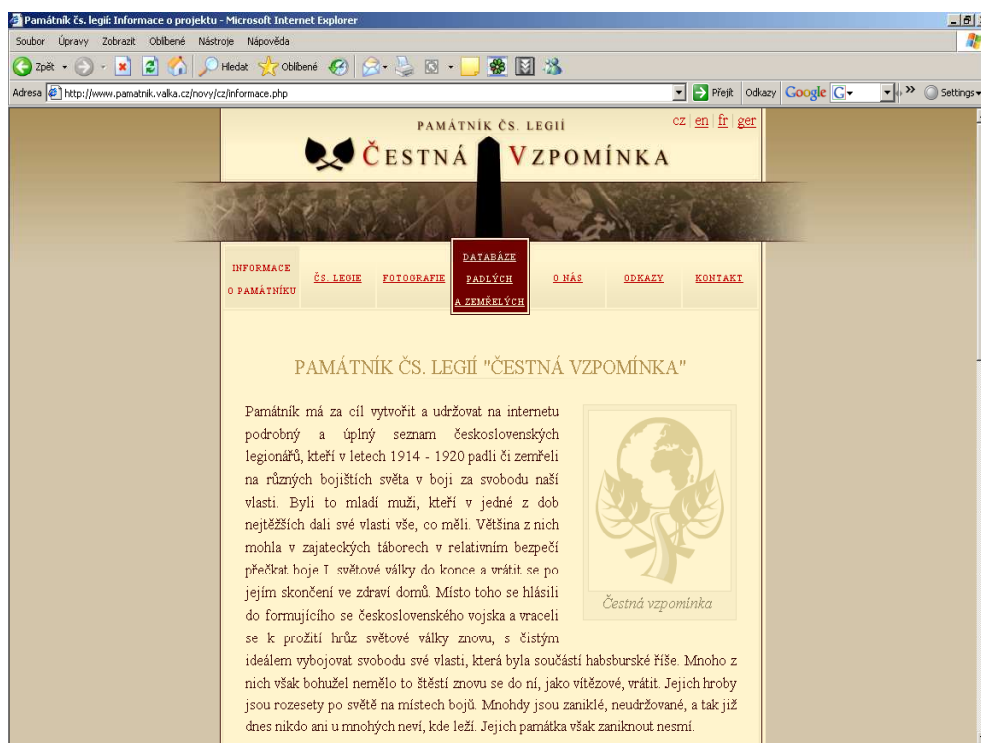 Památník čs. legií: Informace o projektu - Microsoft Internet Explorer
Soubor Úpravy Zobrazit Oblíbené Nástroje Nápověda
Zpět Hledat Oblíbené
Adresa http://www.pamatnik.valka.cz/novy/cz/informace.php Přejít Odkazy Google G Settings
PAMÁTNÍK ČS. LEGIÍ
cz | en | fr | ger
ČESTNÁ VZPOMÍNKA
INFORMACE
O PAMÁTNÍKU
ČS. LEGIE
FOTOGRAFIE
DATABÁZE
PADLÝCH
A ZEMŘELÝCH
O NÁS
ODKAZY
KONTAKT
PAMÁTNÍK ČS. LEGIÍ "ČESTNÁ VZPOMÍNKA"
Památník má za cíl vytvořit a udržovat na internetu
podrobný a úplný seznam československých
legionářů, kteří v letech 1914 - 1920 padli či zemřeli
na různých bojištích světa v boji za svobodu naší
vlasti. Byli to mladí muži, kteří v jedné z dob
nejtěžších dali své vlasti vše, co měli. Většina z nich
mohla v zajateckých táborech v relativním bezpečí
přečkat boje I. světové války do konce a vrátit se po
jejím skončení ve zdraví domů. Místo toho se hlásili
do formujícího se československého vojska a vraceli
se k prožití hrůz světové války znovu, s čistým
ideálem vybojovat svobodu své vlasti, která byla součástí habsburské říše. Mnoho z
nich však bohužel nemělo to štěstí znovu se do ní, jako vítězové, vrátit. Jejich hroby
jsou rozesety po světě na místech bojů. Mnohdy jsou zaniklé, neudržované, a tak již
dnes nikdo ani u mnohých neví, kde leží. Jejich památka však zaniknout nesmí.
Čestná vzpomínka